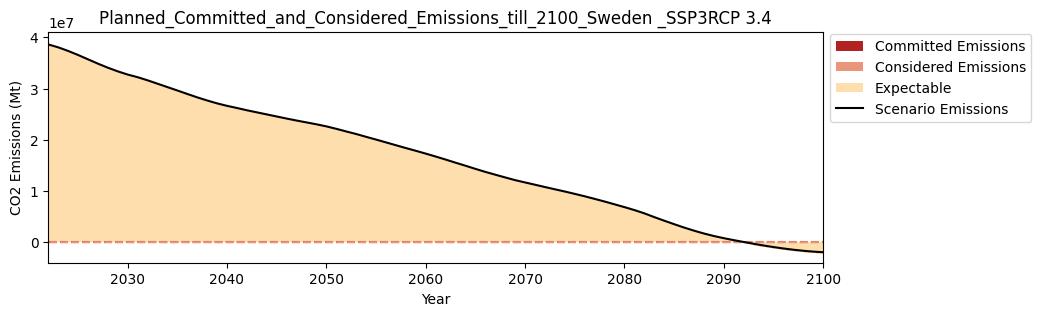 Planned_Committed_and_Considered_Emissions_till_2100_Sweden _SSP3RCP 3.4
1e7
CO2 Emissions (Mt)
4
3
2
1
0
2030 2040 2050 2060 2070 2080 2090 2100
Year
Committed Emissions
Considered Emissions
Expectable
Scenario Emissions